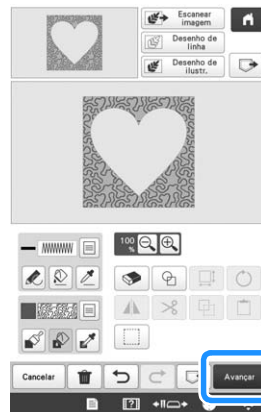 Escanear
imagem
Desenho de
linha
Desenho de
ilustr.
100
%
Cancelar
Avançar